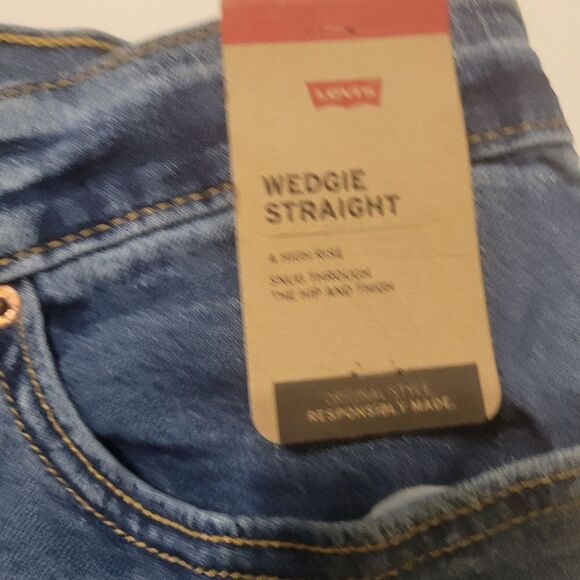 LEVI'S
WEDGIE
STRAIGHT
A HIGH RISE
SNUG THROUGH
THE HIP AND THIGH
ORIGINAL STYLE.
RESPONSIBLY MADE.